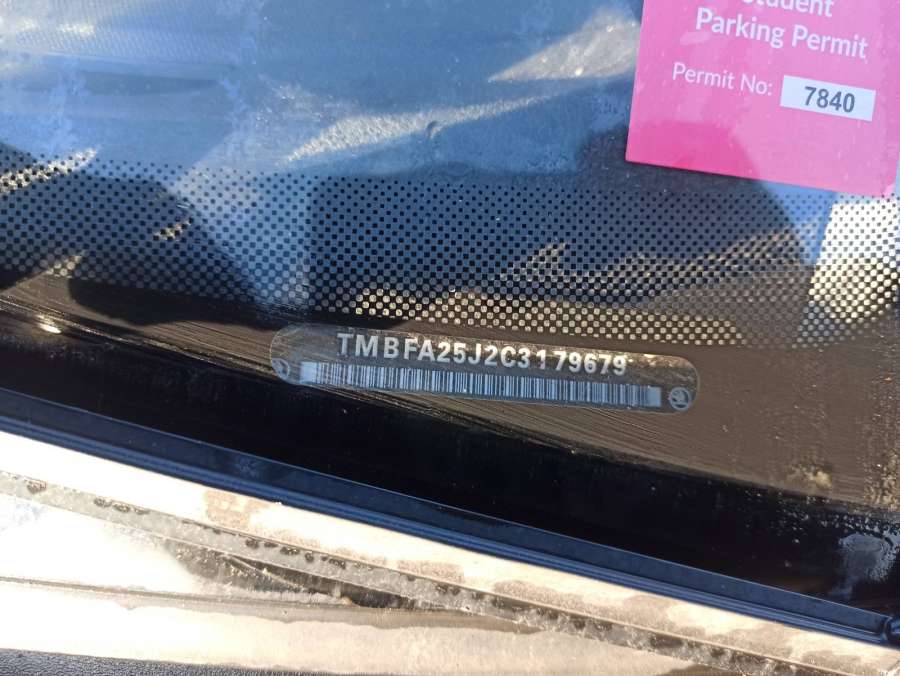 Student
Parking Permit
Permit No: 7840
TMBFA25J2C3179679